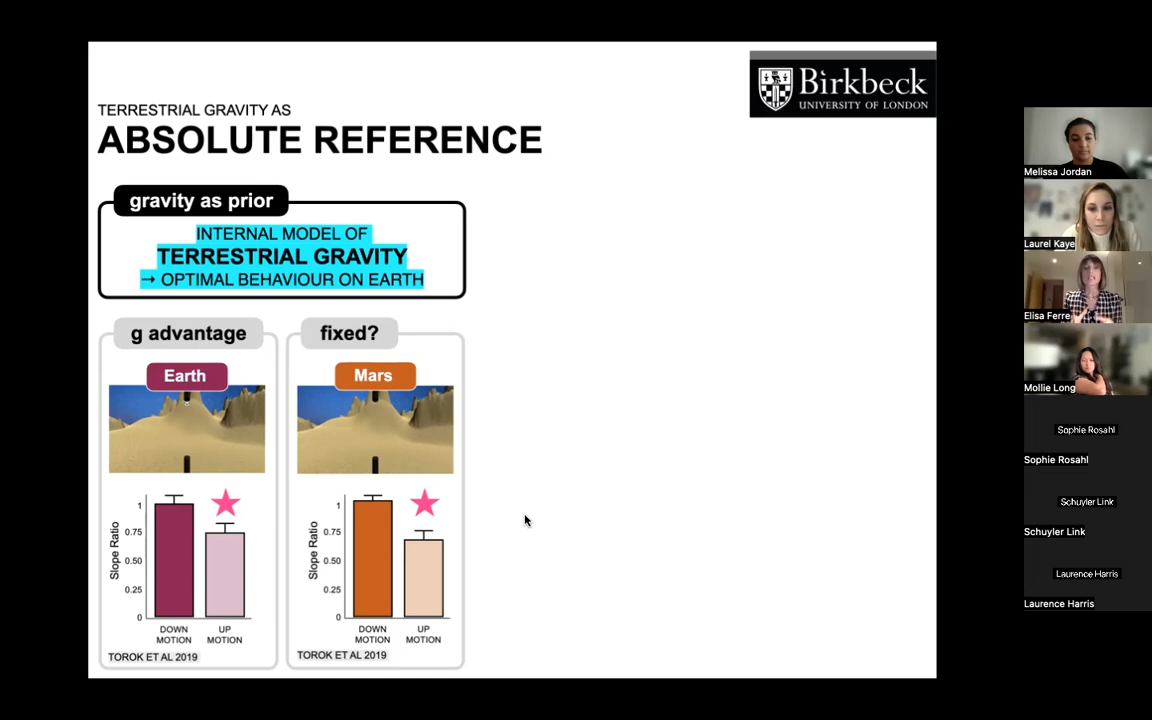 Birkbeck
UNIVERSITY OF LONDON
TERRESTRIAL GRAVITY AS
ABSOLUTE REFERENCE
gravity as prior
INTERNAL MODEL OF
TERRESTRIAL GRAVITY
→ OPTIMAL BEHAVIOUR ON EARTH
g advantage
Earth
Slope Ratio
1
0.75
0.50
0.25
0
DOWN
MOTION
UP
MOTION
TOROK ET AL 2019
fixed?
Mars
Slope Ratio
1
0.75
0.50
0.25
0
DOWN
MOTION
UP
MOTION
TOROK ET AL 2019
Melissa Jordan
Laurel Kaye
Elisa Ferre
Mollie Long
Sophie Rosahl
Sophie Rosahl
Schuyler Link
Schuyler Link
Laurence Harris
Laurence Harris